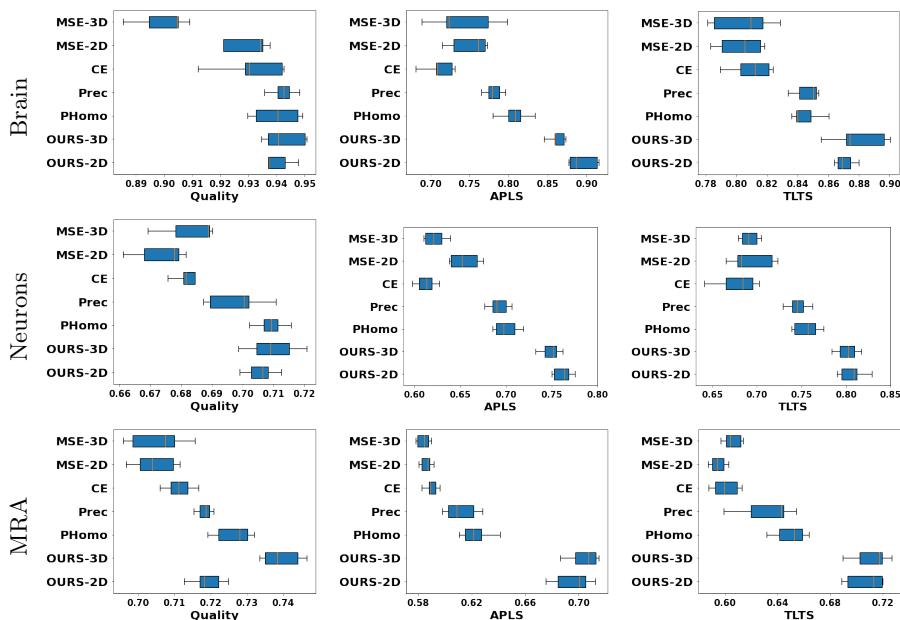 Brain
MSE-3D
MSE-2D
CE
Prec
PHomo
OURS-3D
OURS-2D
0.89 0.90 0.91 0.92 0.93 0.94 0.95
Quality
MSE-3D
MSE-2D
CE
Prec
PHomo
OURS-3D
OURS-2D
0.70 0.75 0.80 0.85 0.90
APLS
MSE-3D
MSE-2D
CE
Prec
PHomo
OURS-3D
OURS-2D
0.78 0.80 0.82 0.84 0.86 0.88 0.90
TLTS
Neurons
MSE-3D
MSE-2D
CE
Prec
PHomo
OURS-3D
OURS-2D
0.66 0.67 0.68 0.69 0.70 0.71 0.72
Quality
MSE-3D
MSE-2D
CE
Prec
PHomo
OURS-3D
OURS-2D
0.60 0.65 0.70 0.75 0.80
APLS
MSE-3D
MSE-2D
CE
Prec
PHomo
OURS-3D
OURS-2D
0.65 0.70 0.75 0.80 0.85
TLTS
MRA
MSE-3D
MSE-2D
CE
Prec
PHomo
OURS-3D
OURS-2D
0.70 0.71 0.72 0.73 0.74
Quality
MSE-3D
MSE-2D
CE
Prec
PHomo
OURS-3D
OURS-2D
0.58 0.62 0.66 0.70
APLS
MSE-3D
MSE-2D
CE
Prec
PHomo
OURS-3D
OURS-2D
0.60 0.64 0.68 0.72
TLTS